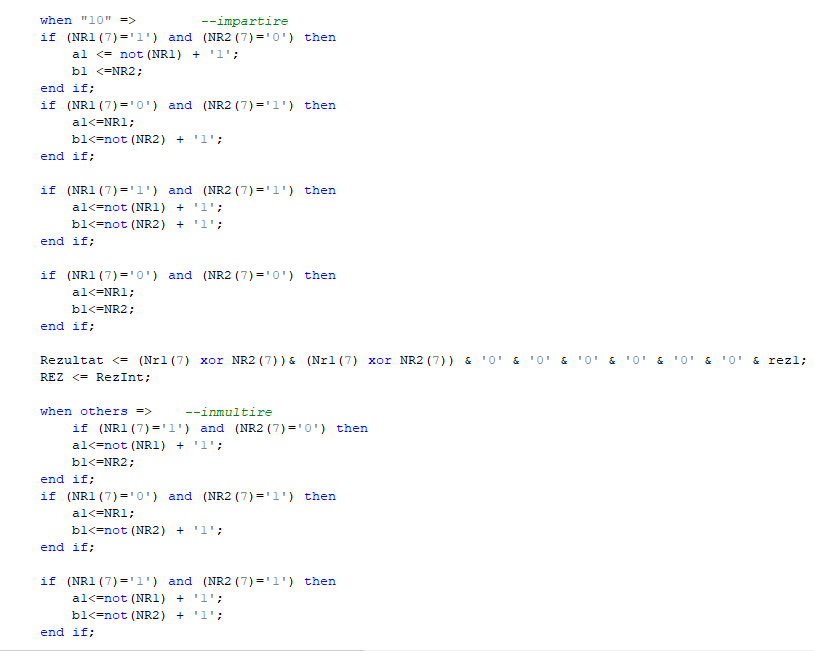 when "10" =>        --impartire
if (NR1(7)='1') and (NR2(7)='0') then
    a1 <= not(NR1) + '1';
    b1 <=NR2;
end if;
if (NR1(7)='0') and (NR2(7)='1') then
    a1<=NR1;
    b1<=not(NR2) + '1';
end if;

if (NR1(7)='1') and (NR2(7)='1') then
    a1<=not(NR1) + '1';
    b1<=not(NR2) + '1';
end if;

if (NR1(7)='0') and (NR2(7)='0') then
    a1<=NR1;
    b1<=NR2;
end if;

Rezultat <= (Nr1(7) xor NR2(7))& (Nr1(7) xor NR2(7)) & '0' & '0' & '0' & '0' & '0' & '0' & rez1;
REZ <= RezInt;

when others =>    --inmultire
    if (NR1(7)='1') and (NR2(7)='0') then
    a1<=not(NR1) + '1';
    b1<=NR2;
end if;
if (NR1(7)='0') and (NR2(7)='1') then
    a1<=NR1;
    b1<=not(NR2) + '1';
end if;

if (NR1(7)='1') and (NR2(7)='1') then
    a1<=not(NR1) + '1';
    b1<=not(NR2) + '1';
end if;